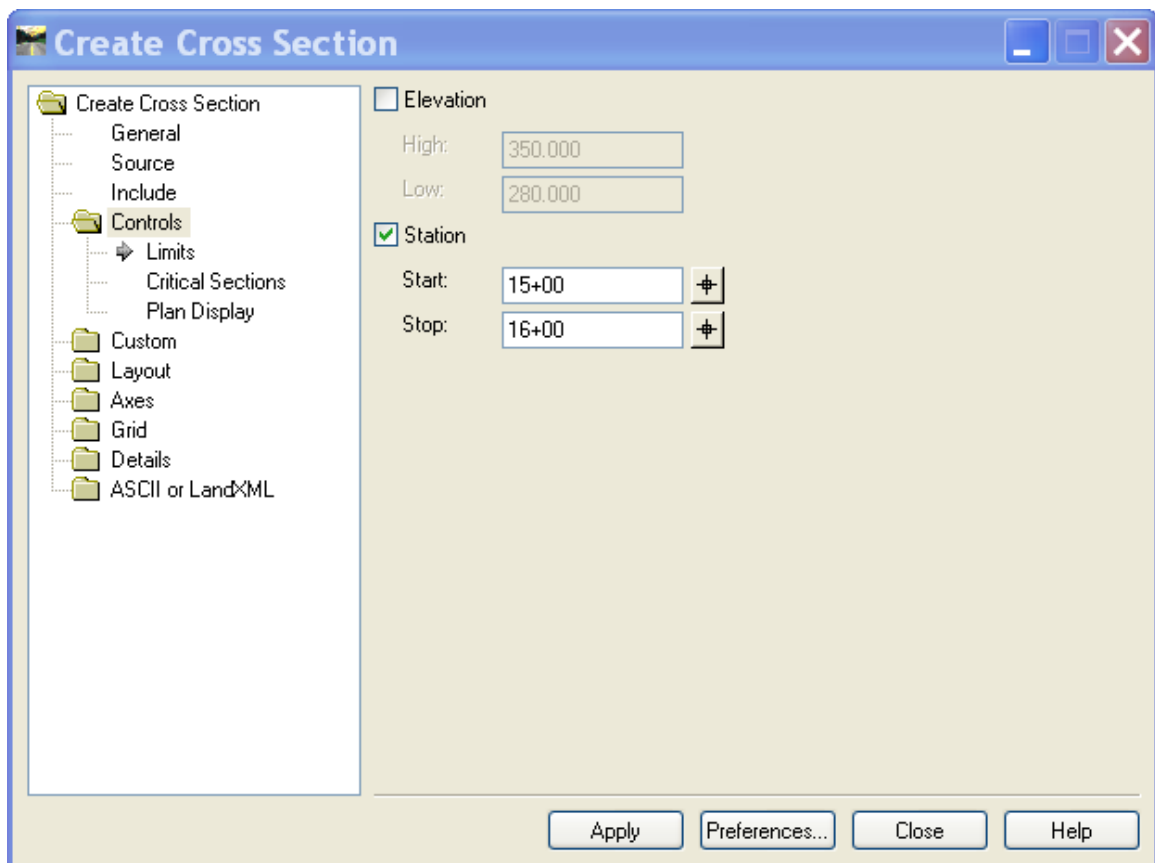 Create Cross Section
Create Cross Section
General
Source
Include
Controls
Limits
Critical Sections
Plan Display
Custom
Layout
Axes
Grid
Details
ASCII or LandXML
Elevation
High: 350.000
Low: 280.000
Station
Start: 15+00
Stop: 16+00
Apply Preferences... Close Help